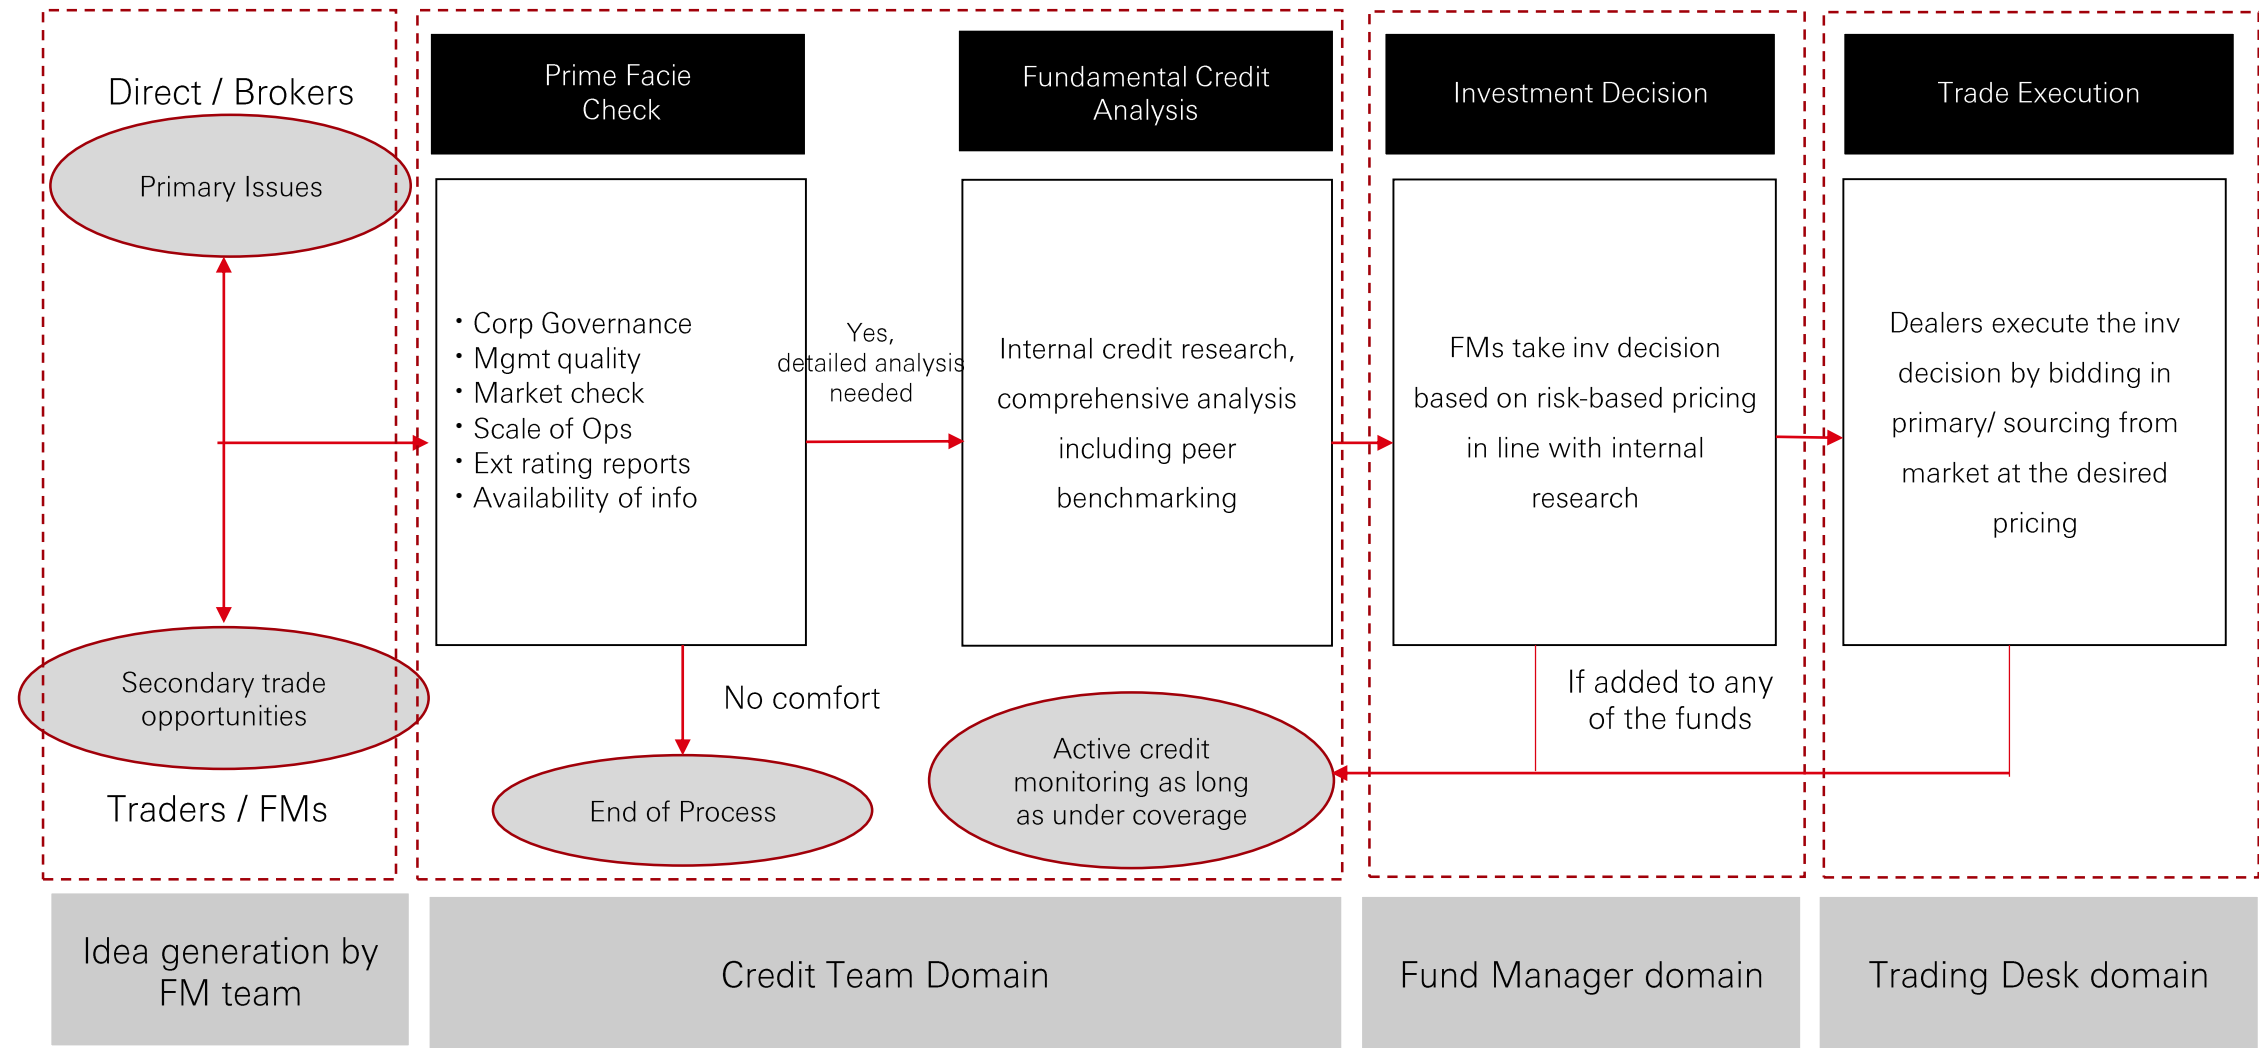 Direct / Brokers
Primary Issues
Secondary trade
opportunities
Traders / FMs
Idea generation by
FM team
Prime Facie
Check
• Corp Governance
• Mgmt quality
• Market check
• Scale of Ops
• Ext rating reports
• Availability of info
Yes,
detailed analysis
needed
No comfort
End of Process
Fundamental Credit
Analysis
Internal credit research,
comprehensive analysis
including peer
benchmarking
Active credit
monitoring as long
as under coverage
Credit Team Domain
Investment Decision
FMs take inv decision
based on risk-based pricing
in line with internal
research
If added to any
of the funds
Fund Manager domain
Trade Execution
Dealers execute the inv
decision by bidding in
primary/ sourcing from
market at the desired
pricing
Trading Desk domain